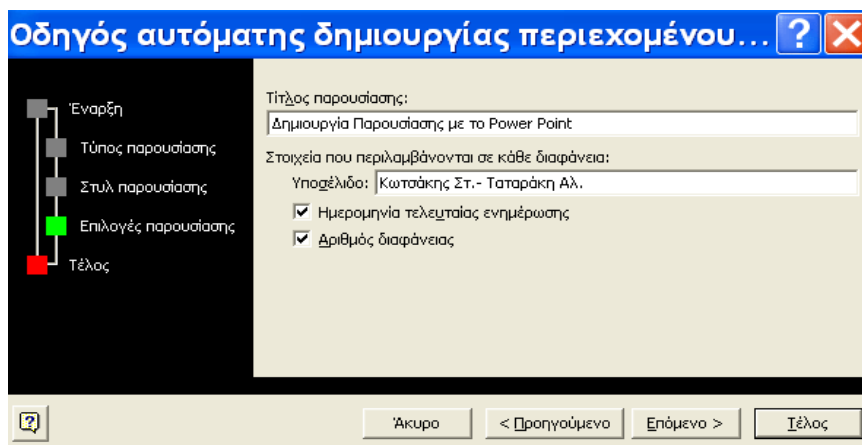 Οδηγός αυτόματης δημιουργίας περιεχομένου...
Έναρξη
Τύπος παρουσίασης
Στυλ παρουσίασης
Επιλογές παρουσίασης
Τέλος
Τίτλος παρουσίασης:
Δημιουργία Παρουσίασης με το Power Point
Στοιχεία που περιλαμβάνονται σε κάθε διαφάνεια:
Υποσέλιδο: Κωτσάκης Στ.- Ταταράκη Αλ.
Ημερομηνία τελευταίας ενημέρωσης
Αριθμός διαφάνειας
Άκυρο < Προηγούμενο Επόμενο > Τέλος